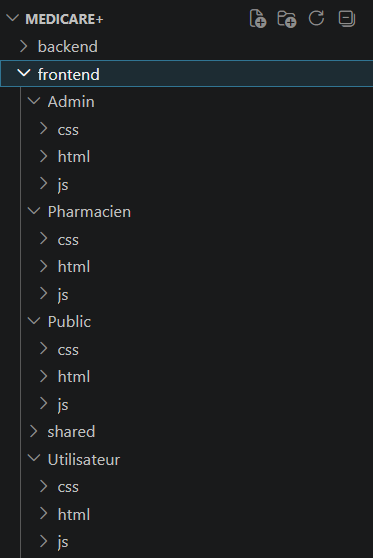 MEDICARE+
backend
frontend
Admin
css
html
js
Pharmacien
css
html
js
Public
css
html
js
shared
Utilisateur
css
html
js